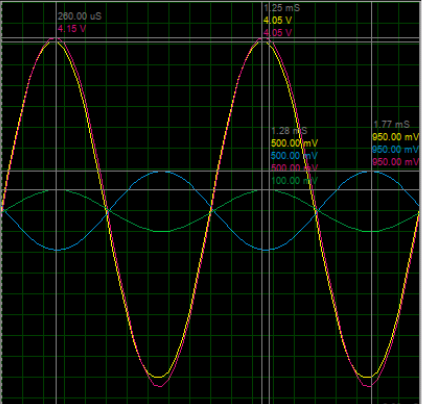 260.00 uS
4.15 V
1.25 mS
4.05 V
4.05 V
1.28 mS
500.00 mV
500.00 mV
500.00 mV
100.00 mV
1.77 mS
950.00 mV
950.00 mV
950.00 mV